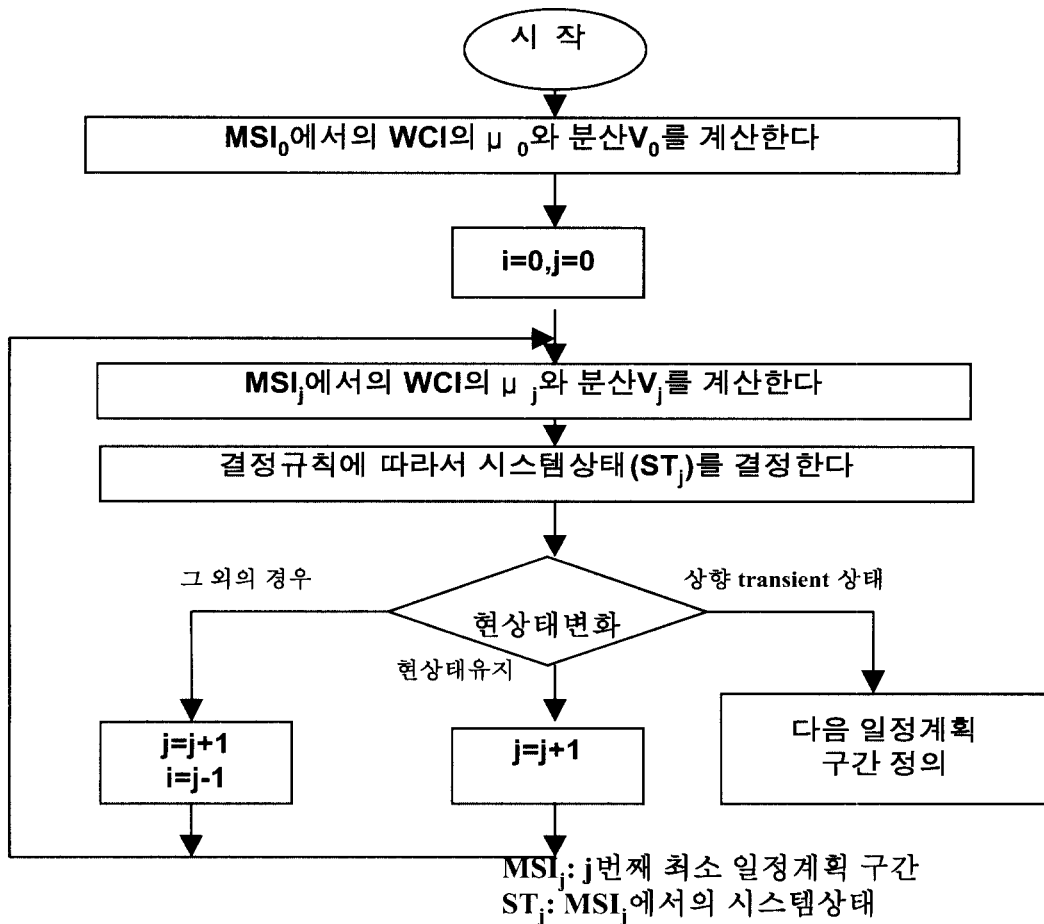 시 작
MSI₀에서의 WCI의 μ ₀와 분산V₀를 계산한다
i=0,j=0
MSIⱼ에서의 WCI의 μ ⱼ와 분산Vⱼ를 계산한다
결정규칙에 따라서 시스템상태(STⱼ)를 결정한다
그 외의 경우
상향 transient 상태
현상태변화
현상태유지
j=j+1
i=j-1
j=j+1
다음 일정계획
구간 정의
MSIⱼ: j번째 최소 일정계획 구간
STⱼ: MSIⱼ에서의 시스템상태